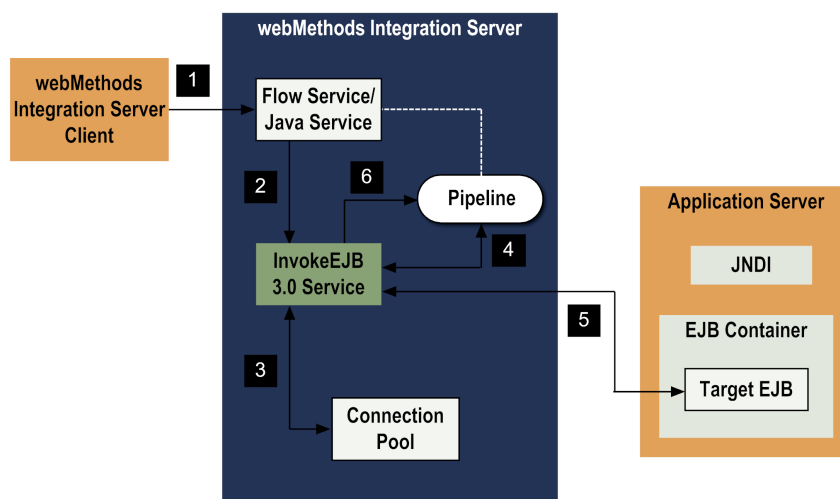 webMethods Integration Server
webMethods
Integration Server
Client
1
Flow Service/
Java Service
2
6
Pipeline
4
InvokeEJB
3.0 Service
3
Connection
Pool
5
Application Server
JNDI
EJB Container
Target EJB